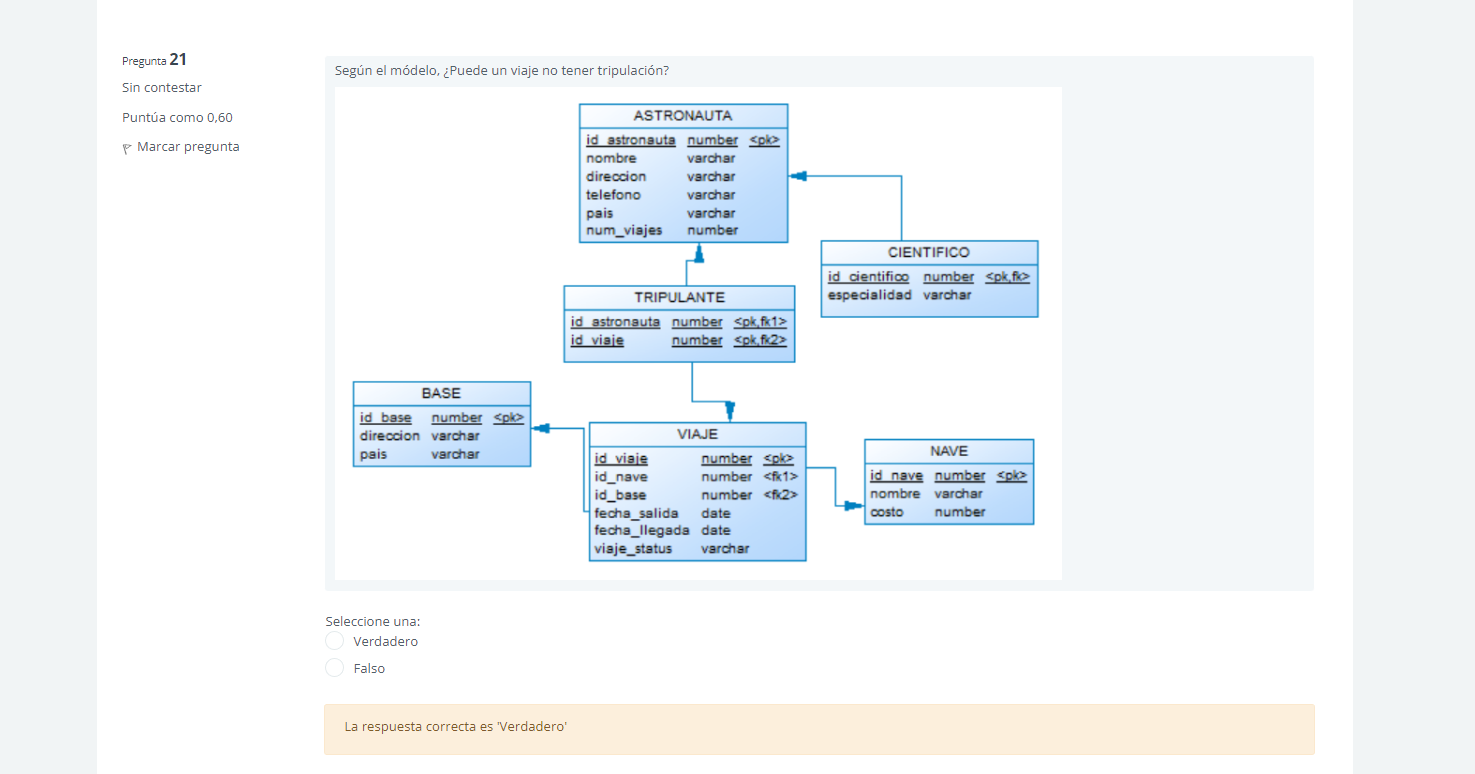 Pregunta 21
Sin contestar
Puntúa como 0,60
Marcar pregunta
Según el módelo, ¿Puede un viaje no tener tripulación?
ASTRONAUTA
id_astronauta number <pk>
nombre varchar
direccion varchar
telefono varchar
pais varchar
num_viajes number
CIENTIFICO
id_cientifico number <pk,fk>
especialidad varchar
TRIPULANTE
id_astronauta number <pk,fk1>
id_viaje number <pk,fk2>
BASE
id_base number <pk>
direccion varchar
pais varchar
VIAJE
id_viaje number <pk>
id_nave number <fk1>
id_base number <fk2>
fecha_salida date
fecha_llegada date
viaje_status varchar
NAVE
id_nave number <pk>
nombre varchar
costo number
Seleccione una:
Verdadero
Falso
La respuesta correcta es 'Verdadero'